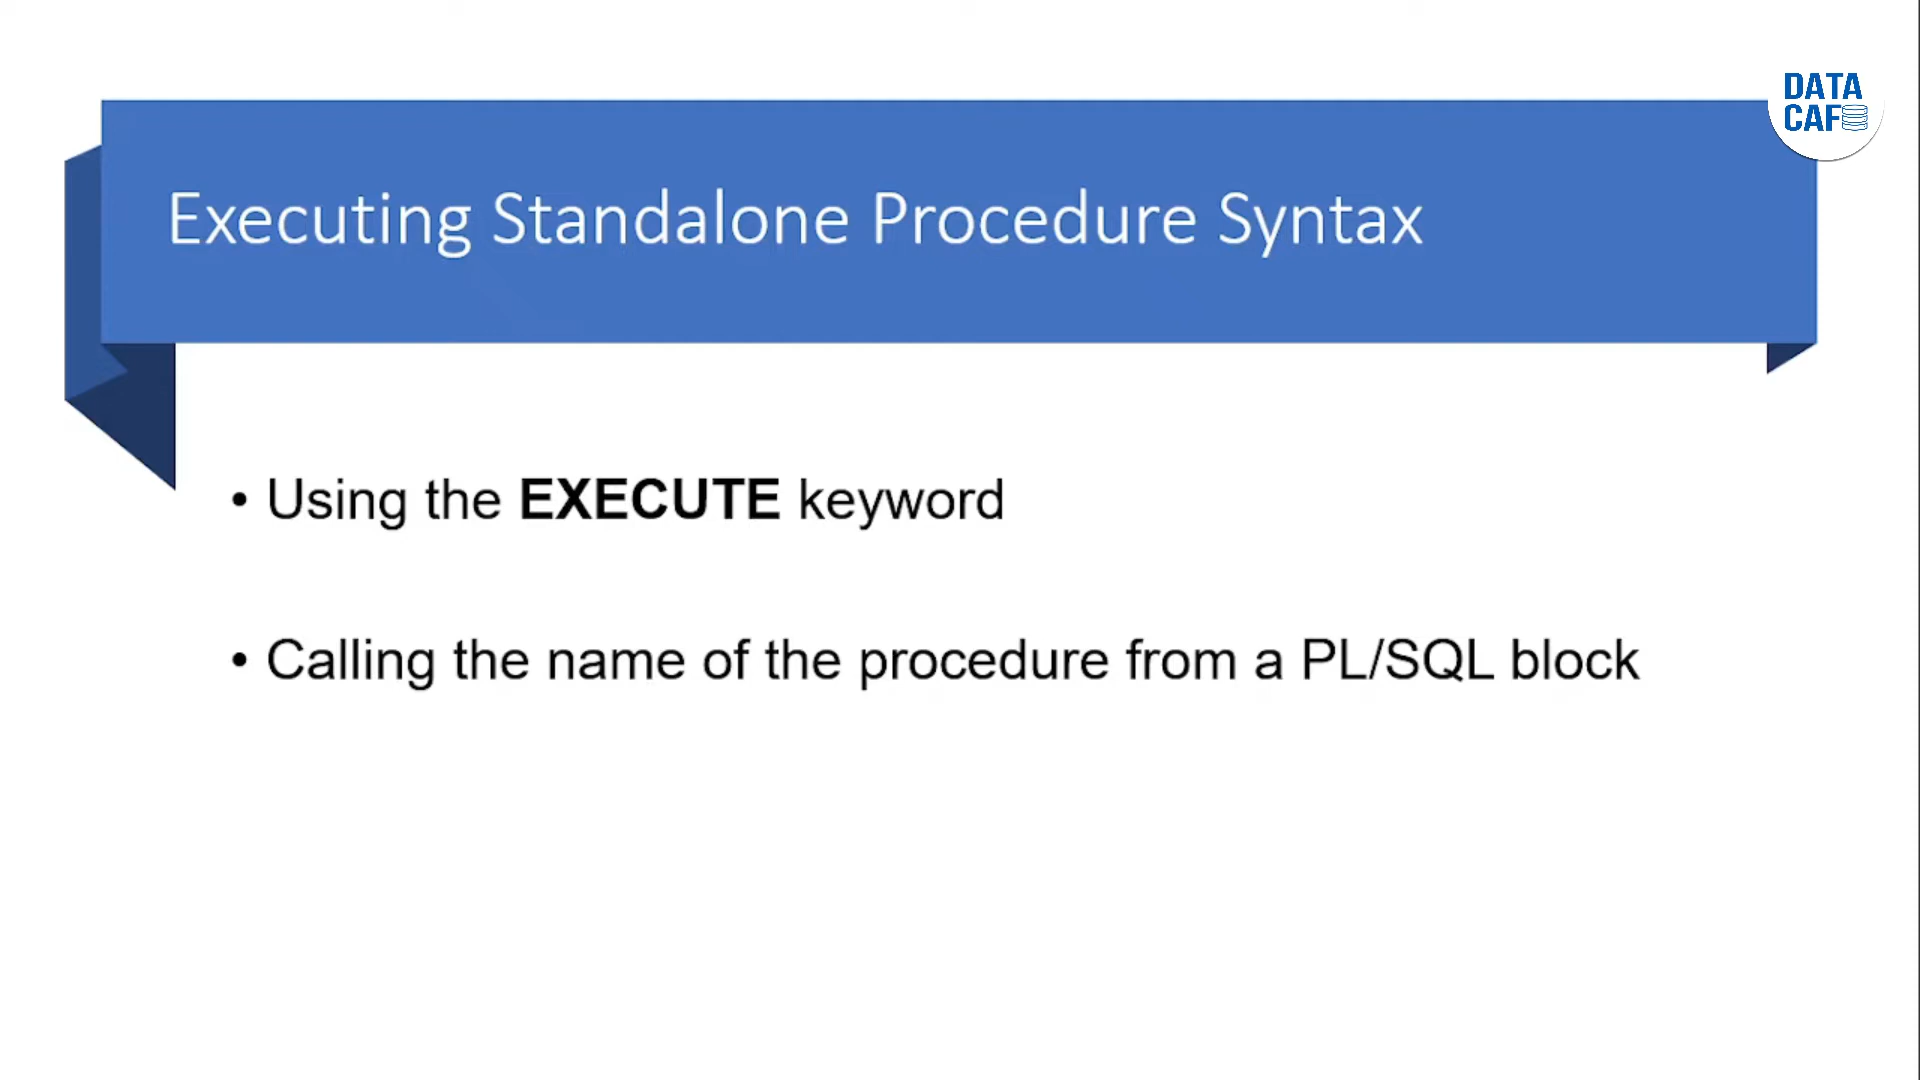 DATA
CAFE
Executing Standalone Procedure Syntax
• Using the EXECUTE keyword
• Calling the name of the procedure from a PL/SQL block